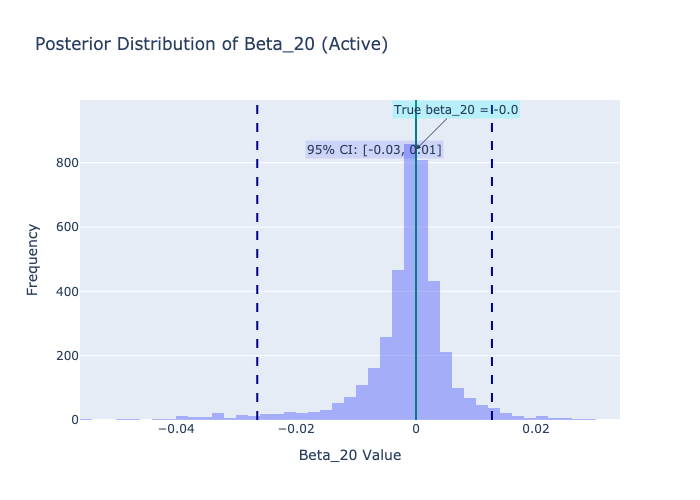 Posterior Distribution of Beta_20 (Active)
True beta_20 = -0.0
95% CI: [-0.03, 0.01]
800
600
400
200
0
Frequency
−0.04
−0.02
0
0.02
Beta_20 Value